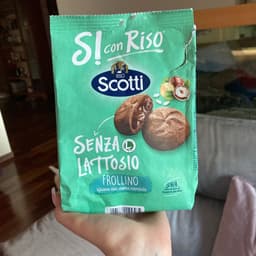 SÌ con RISO
RISO
Scotti
SENZA
LATTOSIO
FROLLINO